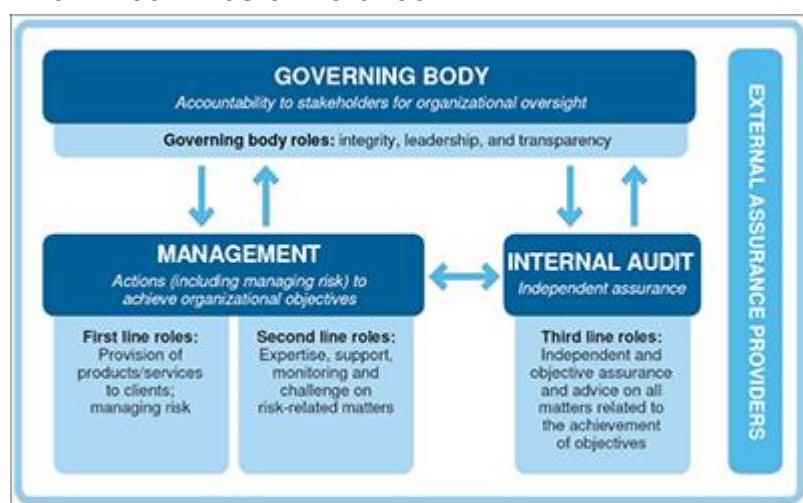 GOVERNING BODY
Accountability to stakeholders for organizational oversight
Governing body roles: integrity, leadership, and transparency
MANAGEMENT
Actions (including managing risk) to
achieve organizational objectives
First line roles:
Provision of
products/services
to clients;
managing risk
Second line roles:
Expertise, support,
monitoring and
challenge on
risk-related matters
INTERNAL AUDIT
Independent assurance
Third line roles:
Independent and
objective assurance
and advice on all
matters related to
the achievement
of objectives
EXTERNAL ASSURANCE PROVIDERS